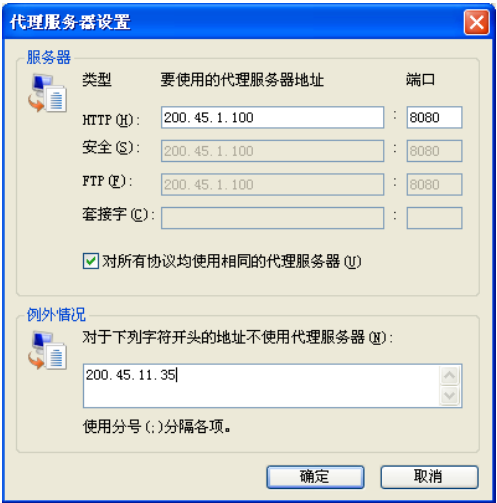 代理服务器设置
服务器
类型 要使用的代理服务器地址 端口
HTTP(H): 200.45.1.100 : 8080
安全(S): 200.45.1.100 : 8080
FTP(F): 200.45.1.100 : 8080
套接字(C): :
对所有协议均使用相同的代理服务器(U)
例外情况
对于下列字符开头的地址不使用代理服务器(N):
200.45.11.35
使用分号(;)分隔各项。
确定 取消